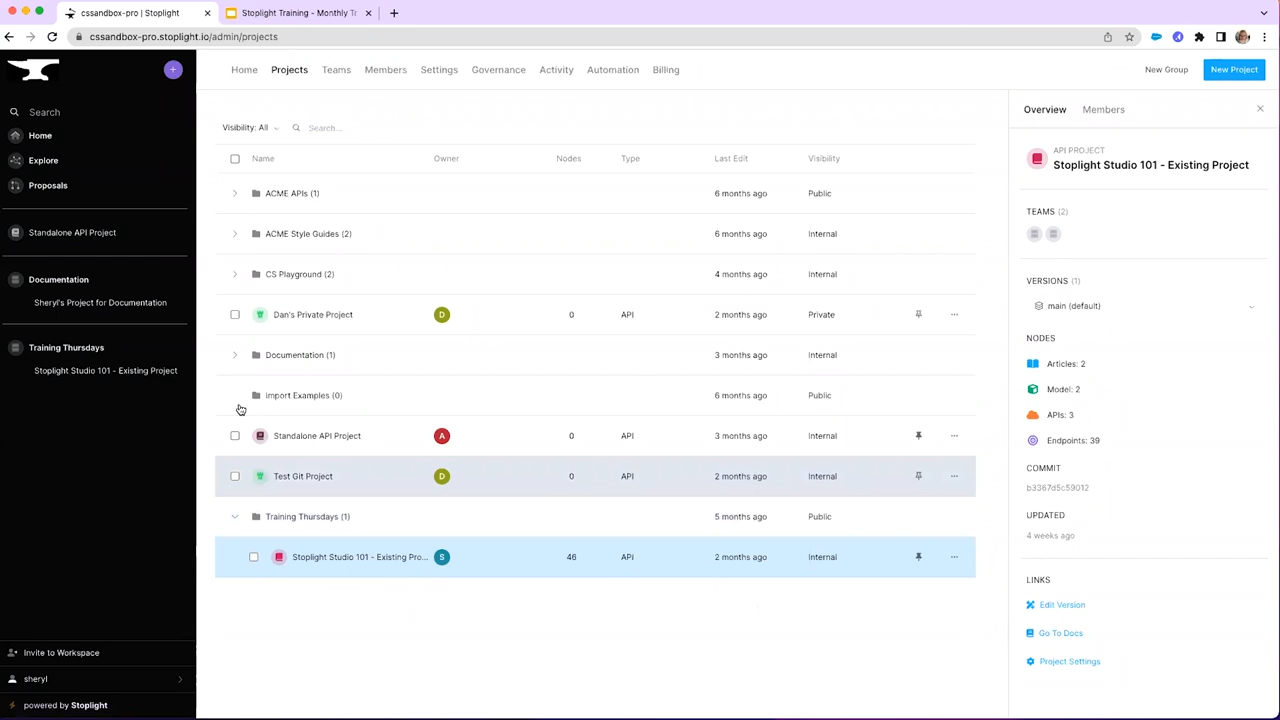 cssandbox-pro | Stoplight
Stoplight Training - Monthly Tr
cssandbox-pro.stoplight.io/admin/projects
Search
Home
Explore
Proposals
Standalone API Project
Documentation
Sheryl's Project for Documentation
Training Thursdays
Stoplight Studio 101 - Existing Project
Invite to Workspace
sheryl
powered by Stoplight
Home Projects Teams Members Settings Governance Activity Automation Billing
New Group New Project
Visibility: All Search...
Name Owner Nodes Type Last Edit Visibility
ACME APIs (1) 6 months ago Public
ACME Style Guides (2) 6 months ago Internal
CS Playground (2) 4 months ago Internal
Dan's Private Project D 0 API 2 months ago Private
Documentation (1) 3 months ago Internal
Import Examples (0) 6 months ago Public
Standalone API Project A 0 API 3 months ago Internal
Test Git Project D 0 API 2 months ago Internal
Training Thursdays (1) 5 months ago Public
Stoplight Studio 101 - Existing Pro... S 46 API 2 months ago Internal
Overview Members
API PROJECT
Stoplight Studio 101 - Existing Project
TEAMS (2)
VERSIONS (1)
main (default)
NODES
Articles: 2
Model: 2
APIs: 3
Endpoints: 39
COMMIT
b3367d5c59012
UPDATED
4 weeks ago
LINKS
Edit Version
Go To Docs
Project Settings